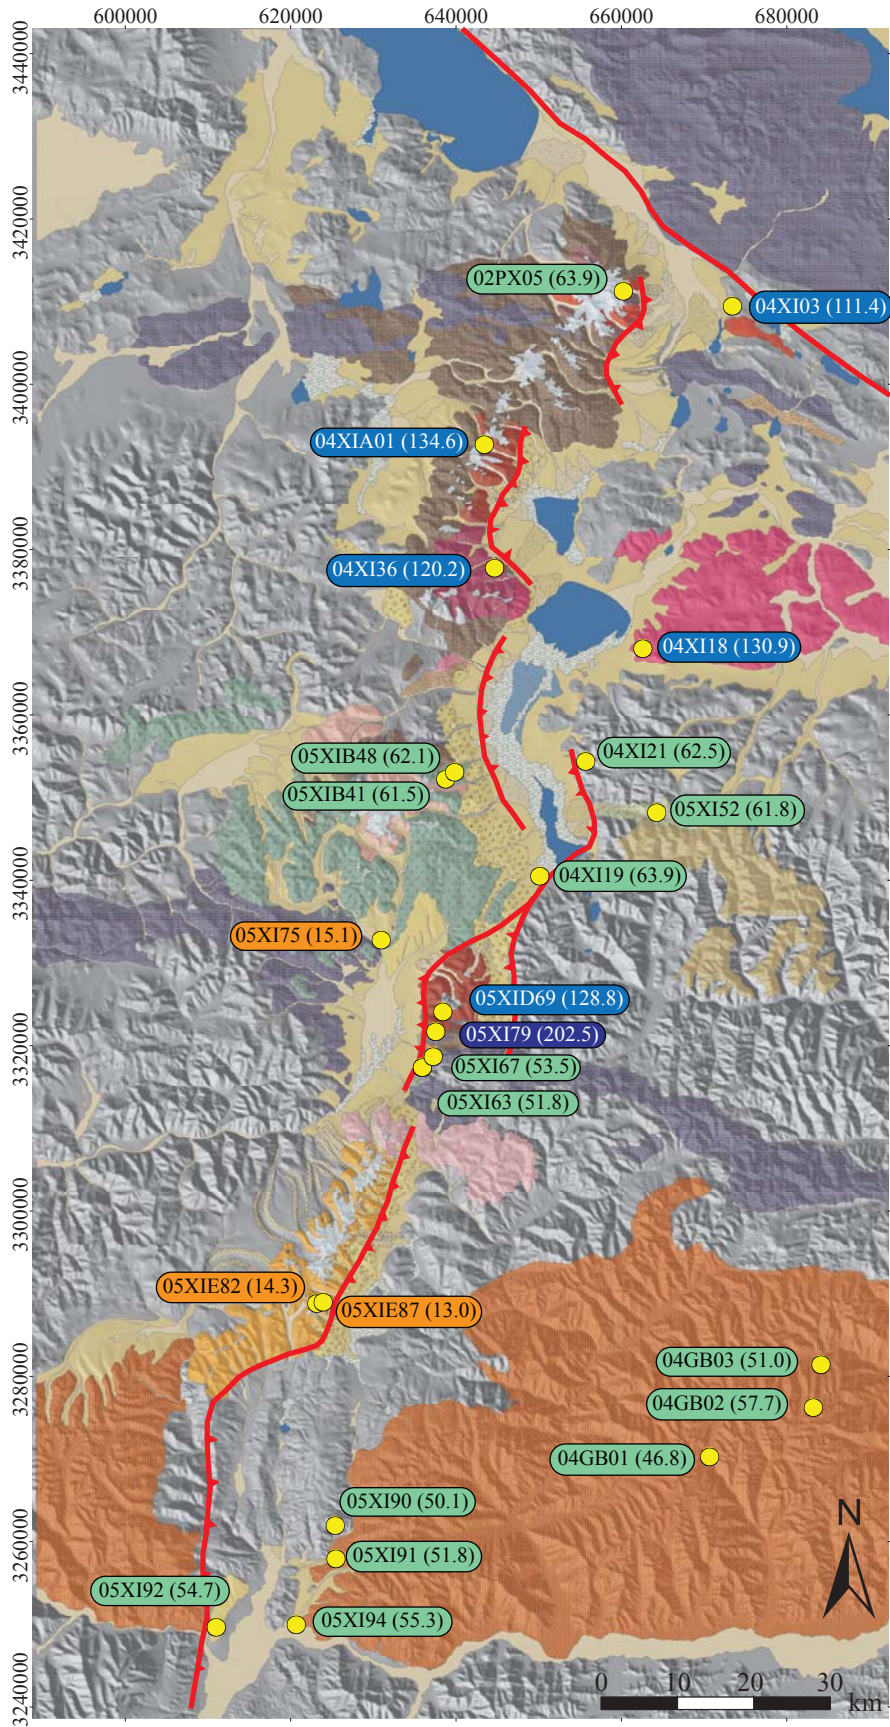 600000 620000 640000 660000 680000
3440000
3420000
02PX05 (63.9)
04XI03 (111.4)
3400000
04XIA01 (134.6)
3380000
04XI36 (120.2)
04XI18 (130.9)
3360000
05XIB48 (62.1)
04XI21 (62.5)
05XIB41 (61.5)
05XI52 (61.8)
3340000
04XI19 (63.9)
05XI75 (15.1)
05XID69 (128.8)
3320000
05XI79 (202.5)
05XI67 (53.5)
05XI63 (51.8)
3300000
05XIE82 (14.3)
05XIE87 (13.0)
3280000
04GB03 (51.0)
04GB02 (57.7)
04GB01 (46.8)
05XI90 (50.1)
N
3260000
05XI91 (51.8)
05XI92 (54.7)
05XI94 (55.3)
3240000
0 10 20 30
km